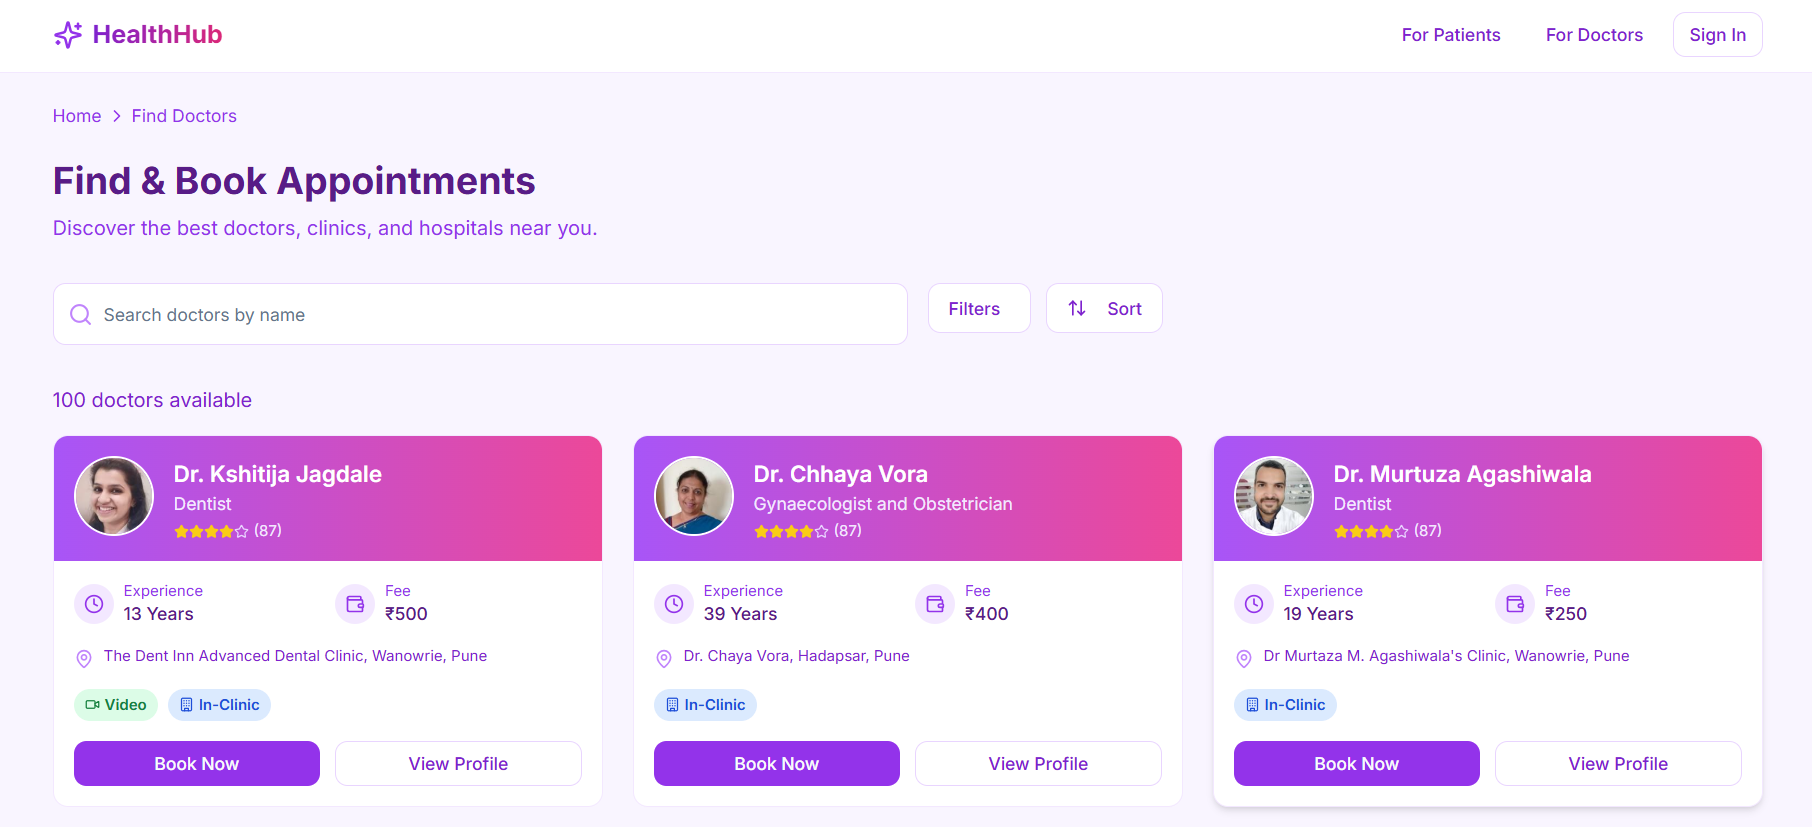 HealthHub
For Patients
For Doctors
Sign In
Home > Find Doctors
Find & Book Appointments
Discover the best doctors, clinics, and hospitals near you.
Search doctors by name
Filters
Sort
100 doctors available
Dr. Kshitija Jagdale
Dentist
(87)
Experience
13 Years
Fee
₹500
The Dent Inn Advanced Dental Clinic, Wanowrie, Pune
Video
In-Clinic
Book Now
View Profile
Dr. Chhaya Vora
Gynaecologist and Obstetrician
(87)
Experience
39 Years
Fee
₹400
Dr. Chaya Vora, Hadapsar, Pune
In-Clinic
Book Now
View Profile
Dr. Murtuza Agashiwala
Dentist
(87)
Experience
19 Years
Fee
₹250
Dr Murtaza M. Agashiwala's Clinic, Wanowrie, Pune
In-Clinic
Book Now
View Profile